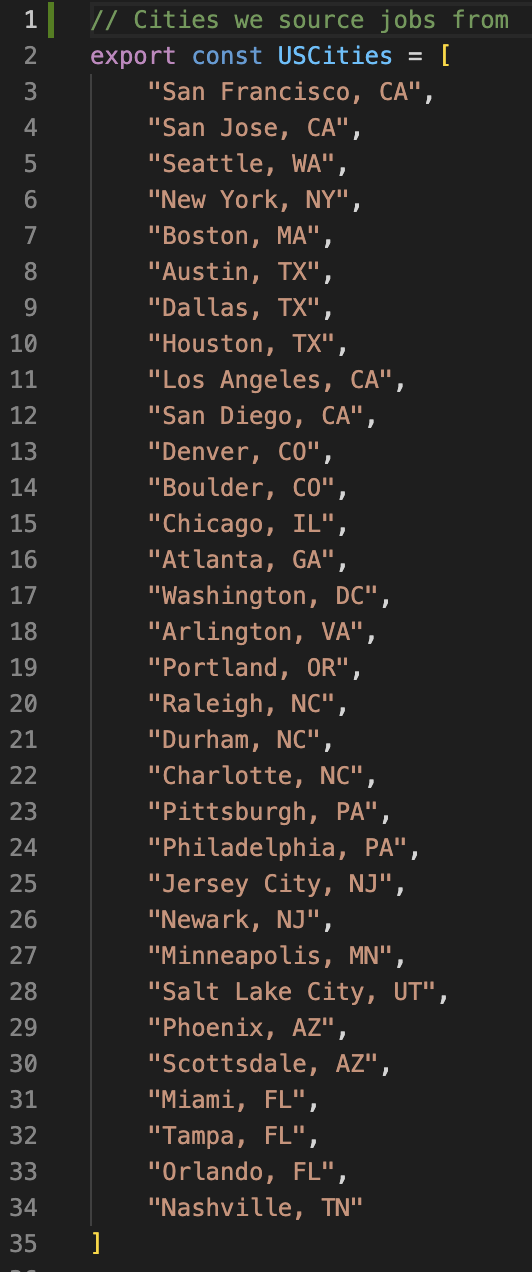 1 // Cities we source jobs from
2 export const USCities = [
3 "San Francisco, CA",
4 "San Jose, CA",
5 "Seattle, WA",
6 "New York, NY",
7 "Boston, MA",
8 "Austin, TX",
9 "Dallas, TX",
10 "Houston, TX",
11 "Los Angeles, CA",
12 "San Diego, CA",
13 "Denver, CO",
14 "Boulder, CO",
15 "Chicago, IL",
16 "Atlanta, GA",
17 "Washington, DC",
18 "Arlington, VA",
19 "Portland, OR",
20 "Raleigh, NC",
21 "Durham, NC",
22 "Charlotte, NC",
23 "Pittsburgh, PA",
24 "Philadelphia, PA",
25 "Jersey City, NJ",
26 "Newark, NJ",
27 "Minneapolis, MN",
28 "Salt Lake City, UT",
29 "Phoenix, AZ",
30 "Scottsdale, AZ",
31 "Miami, FL",
32 "Tampa, FL",
33 "Orlando, FL",
34 "Nashville, TN"
35 ]